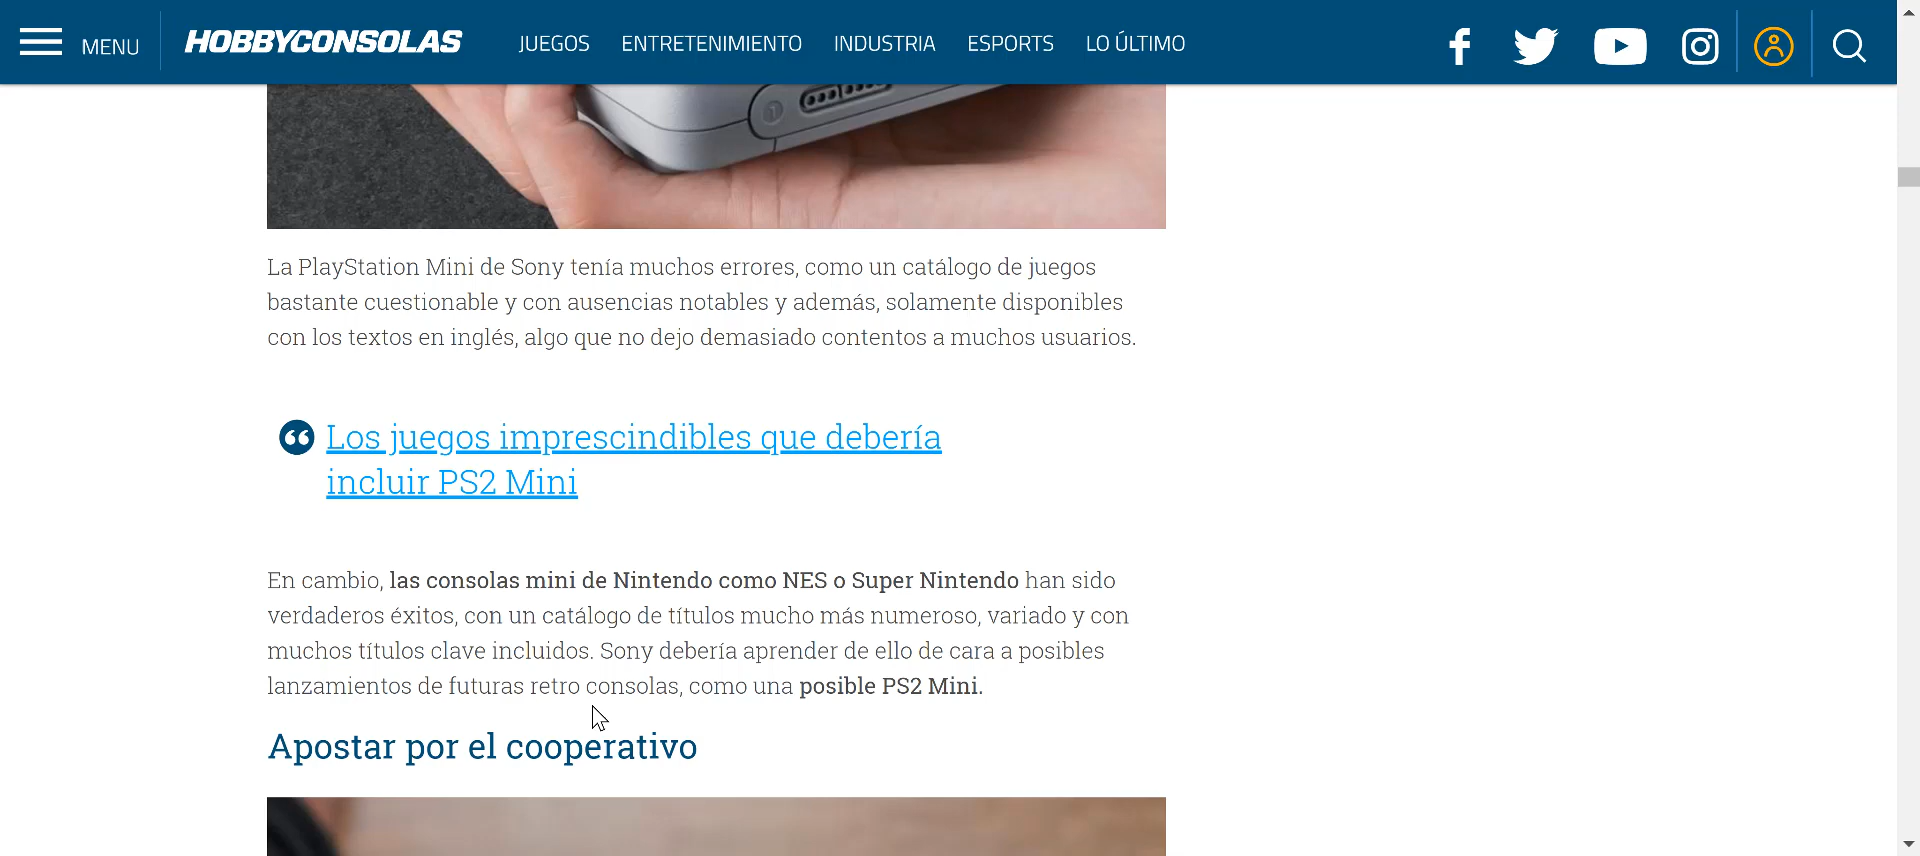 MENU
HOBBYCONSOLAS
JUEGOS
ENTRETENIMIENTO
INDUSTRIA
ESPORTS
LO ÚLTIMO
La PlayStation Mini de Sony tenía muchos errores, como un catálogo de juegos
bastante cuestionable y con ausencias notables y además, solamente disponibles
con los textos en inglés, algo que no dejo demasiado contentos a muchos usuarios.
Los juegos imprescindibles que debería
incluir PS2 Mini
En cambio, las consolas mini de Nintendo como NES o Super Nintendo han sido
verdaderos éxitos, con un catálogo de títulos mucho más numeroso, variado y con
muchos títulos clave incluidos. Sony debería aprender de ello de cara a posibles
lanzamientos de futuras retro consolas, como una posible PS2 Mini.
Apostar por el cooperativo